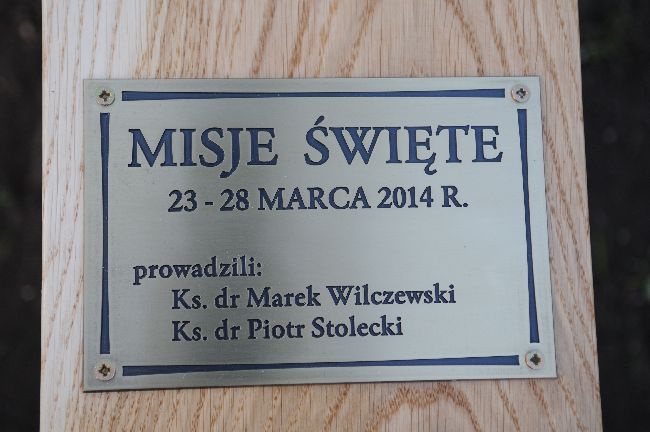 MISJE ŚWIĘTE
23 - 28 MARCA 2014 R.
prowadzili:
Ks. dr Marek Wilczewski
Ks. dr Piotr Stolecki